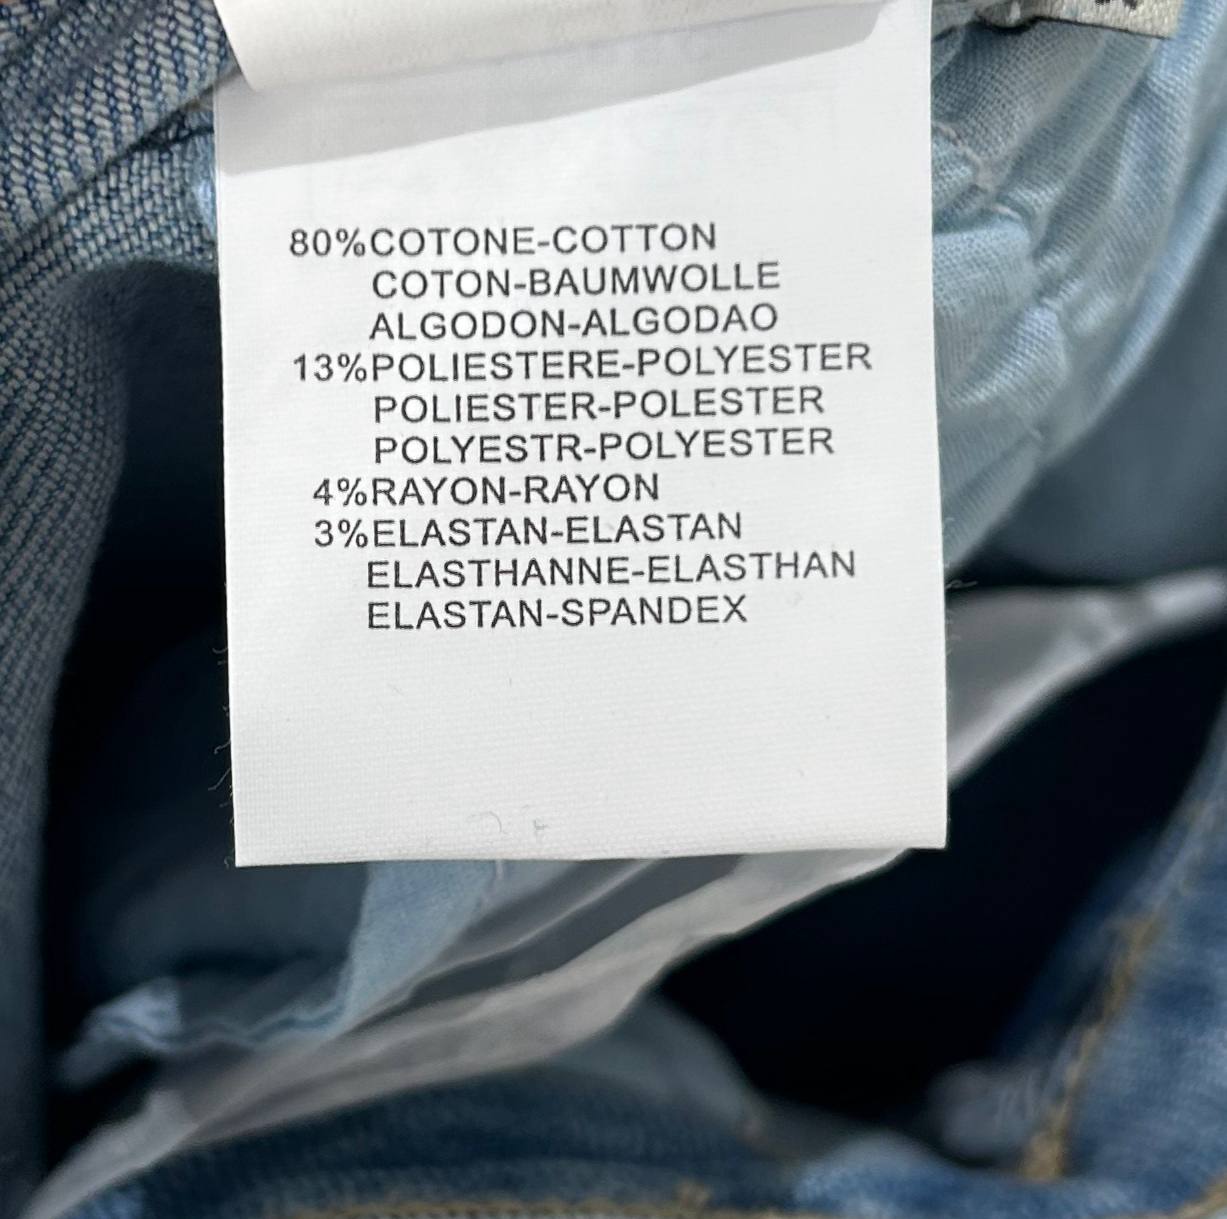 80%COTONE-COTTON
COTON-BAUMWOLLE
ALGODON-ALGODAO
13%POLIESTERE-POLYESTER
POLIESTER-POLESTER
POLYESTR-POLYESTER
4%RAYON-RAYON
3%ELASTAN-ELASTAN
ELASTHANNE-ELASTHAN
ELASTAN-SPANDEX